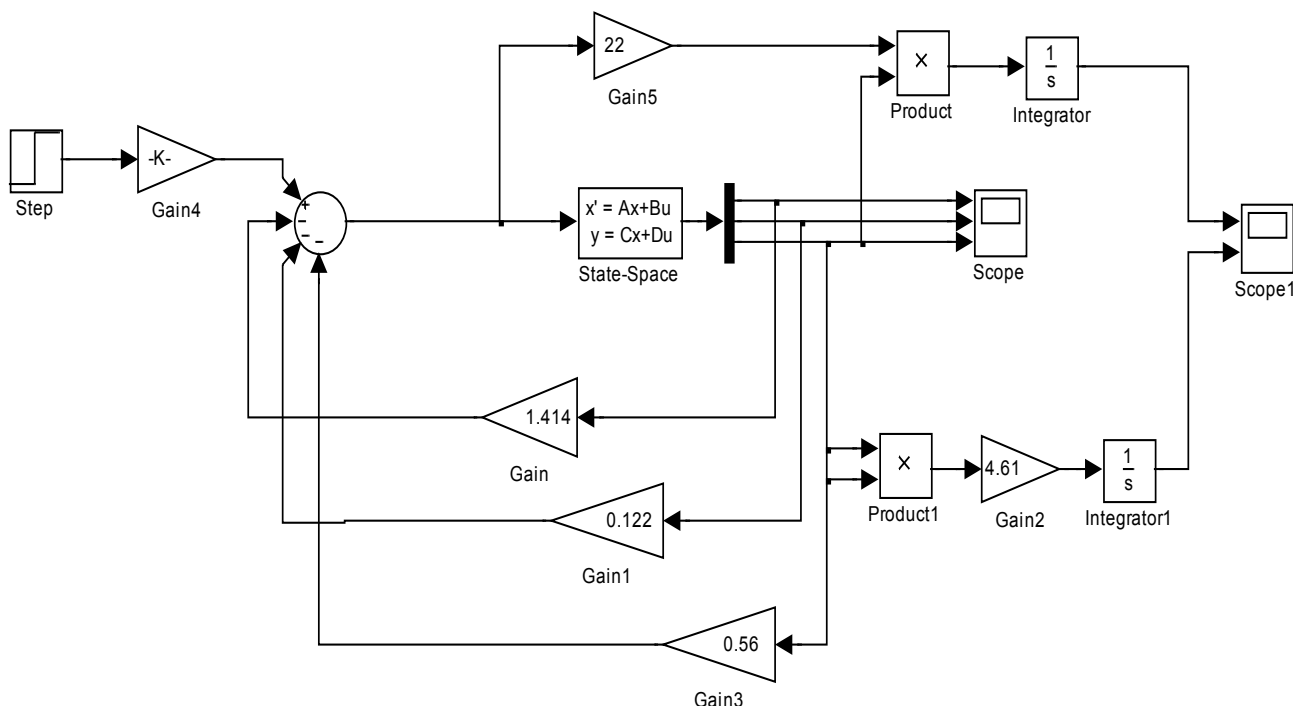 22
Gain5
×
Product
1
s
Integrator
Step
-K-
Gain4
+
−
−
−
x' = Ax+Bu
y = Cx+Du
State-Space
Scope
Scope1
1.414
Gain
0.122
Gain1
×
Product1
4.61
Gain2
1
s
Integrator1
0.56
Gain3